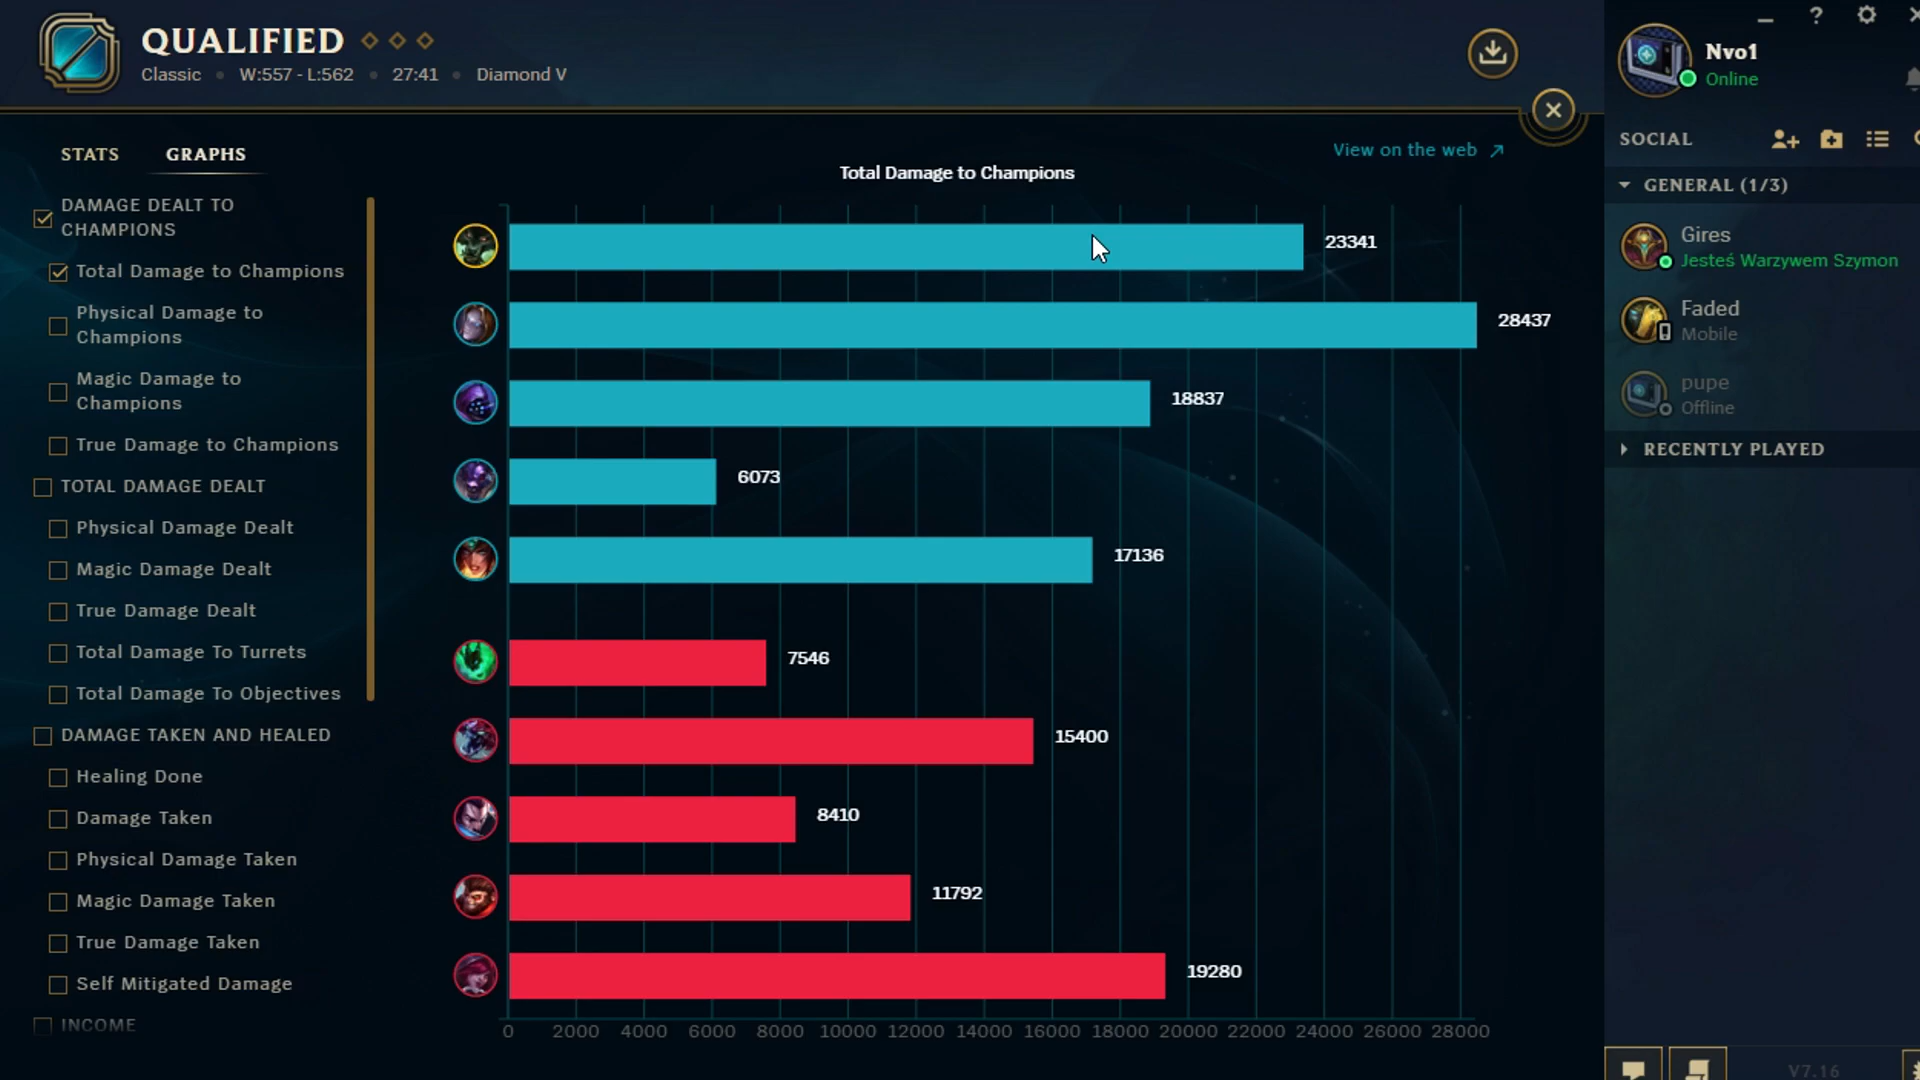 QUALIFIED
Classic • W:557 - L:562 • 27:41 • Diamond V
Nvo1
Online
SOCIAL
GENERAL (1/3)
Gires
Jesteś Warzywem Szymon
Faded
Mobile
pupe
Offline
RECENTLY PLAYED
V7.16
STATS GRAPHS
View on the web
DAMAGE DEALT TO
CHAMPIONS
Total Damage to Champions
Physical Damage to
Champions
Magic Damage to
Champions
True Damage to Champions
TOTAL DAMAGE DEALT
Physical Damage Dealt
Magic Damage Dealt
True Damage Dealt
Total Damage To Turrets
Total Damage To Objectives
DAMAGE TAKEN AND HEALED
Healing Done
Damage Taken
Physical Damage Taken
Magic Damage Taken
True Damage Taken
Self Mitigated Damage
INCOME
Total Damage to Champions
23341
28437
18837
6073
17136
7546
15400
8410
11792
19280
0 2000 4000 6000 8000 10000 12000 14000 16000 18000 20000 22000 24000 26000 28000